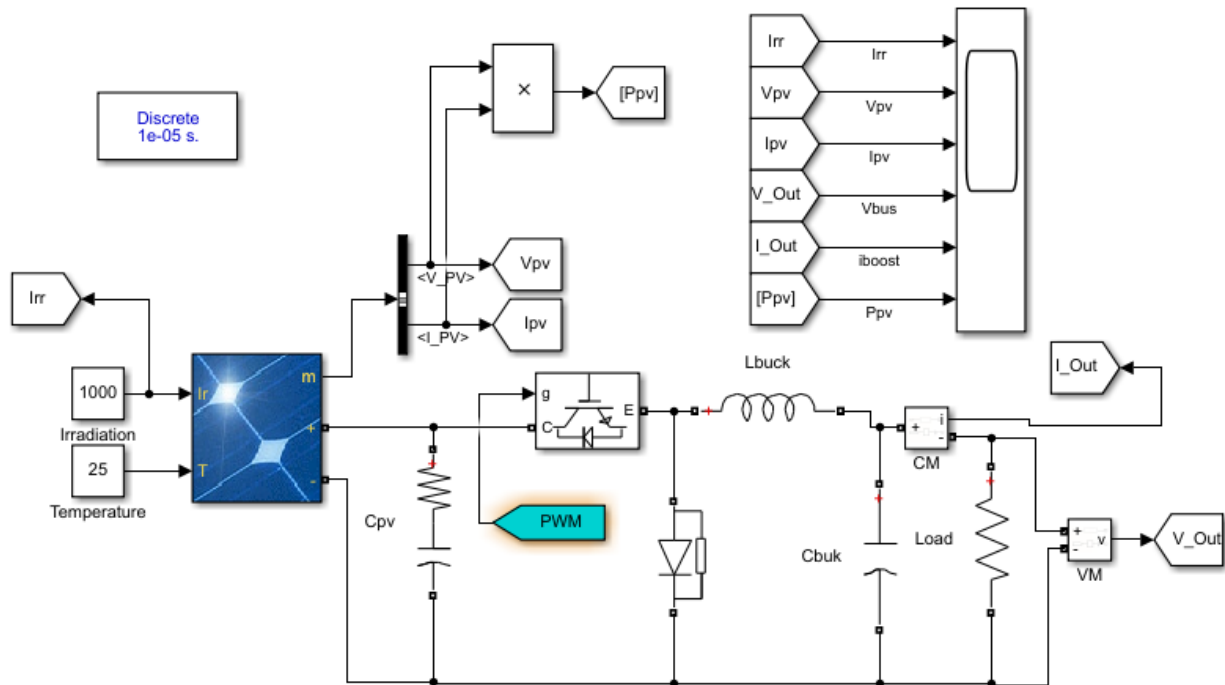 Discrete
1e-05 s.
×
[Ppv]
Irr
Irr
Vpv
Vpv
Ipv
Ipv
V_Out
Vbus
I_Out
iboost
[Ppv]
Ppv
<V_PV>
Vpv
<I_PV>
Ipv
Irr
1000
Irradiation
25
Temperature
Ir
T
m
+
-
Cpv
g
C
E
PWM
Lbuck
I_Out
+
i
-
CM
Cbuk
Load
+
-
v
VM
V_Out